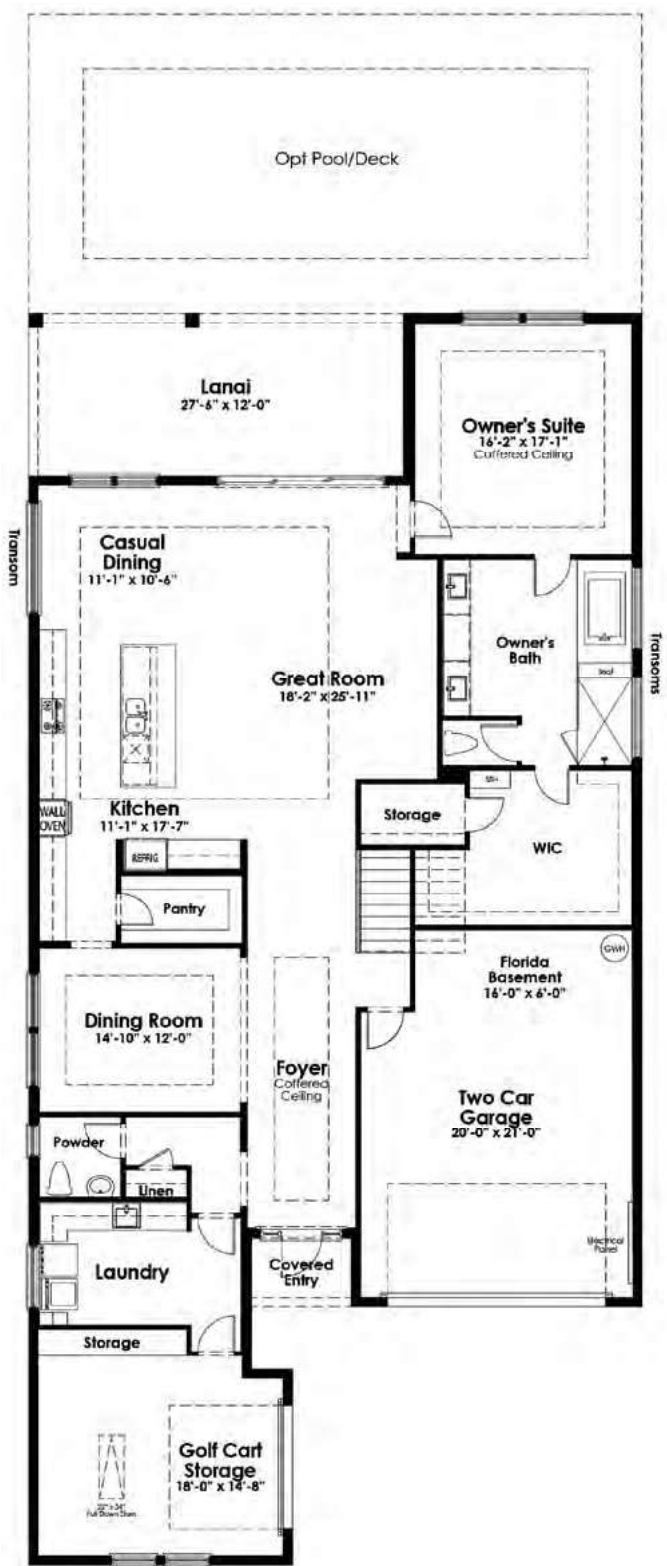 Opt Pool/Deck
Lanai
27'-6" x 12'-0"
Owner's Suite
16'-2" x 17'-1"
Coffered Ceiling
Transom
Casual
Dining
11'-1" x 10'-6"
Great Room
18'-2" x 25'-11"
Owner's
Bath
Seat
Transoms
WALL
OVEN
Kitchen
11'-1" x 17'-7"
REFRIG
Storage
WIC
Pantry
GWH
Florida
Basement
16'-0" x 6'-0"
Dining Room
14'-10" x 12'-0"
Foyer
Coffered
Ceiling
Two Car
Garage
20'-0" x 21'-0"
Powder
Linen
Electrical
Panel
Covered
Entry
Laundry
Storage
Golf Cart
Storage
18'-0" x 14'-8"
Pull Down Stairs